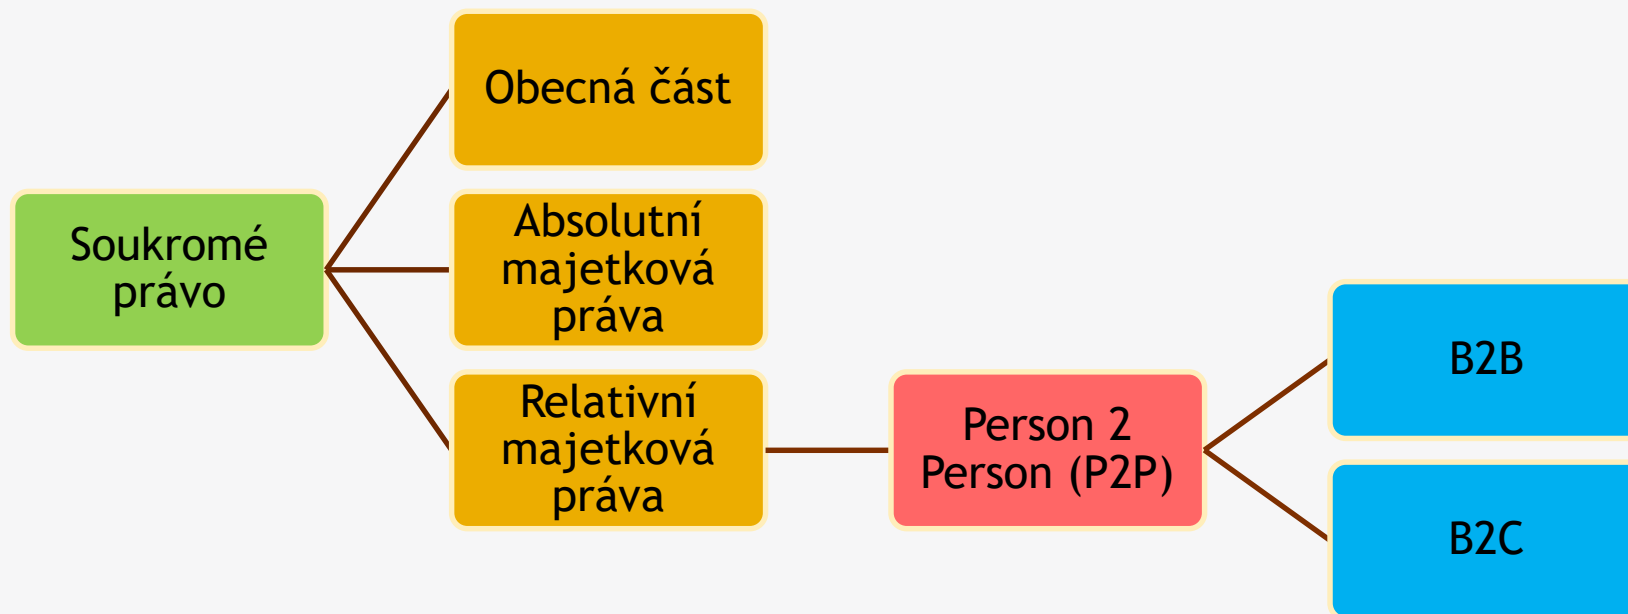 Soukromé
právo
Obecná část
Absolutní
majetková
práva
Relativní
majetková
práva
Person 2
Person (P2P)
B2B
B2C